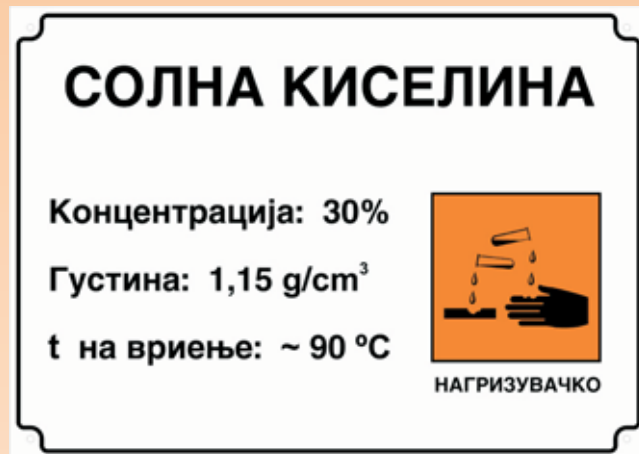 СОЛНА КИСЕЛИНА
Концентрација: 30%
Густина: 1,15 g/cm³
t на вриење: ~ 90 ºC
НАГРИЗУВАЧКО